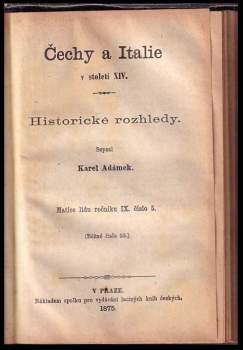 Čechy a Italie
v století XIV.
Historické rozhledy.
Sepsal
Karel Adámek.
Matice lidu ročníku IX. číslo 5.
(Běžné číslo
V PRAZE.
Nákladem spolku pro vydávání laciných knih českých.
1875.